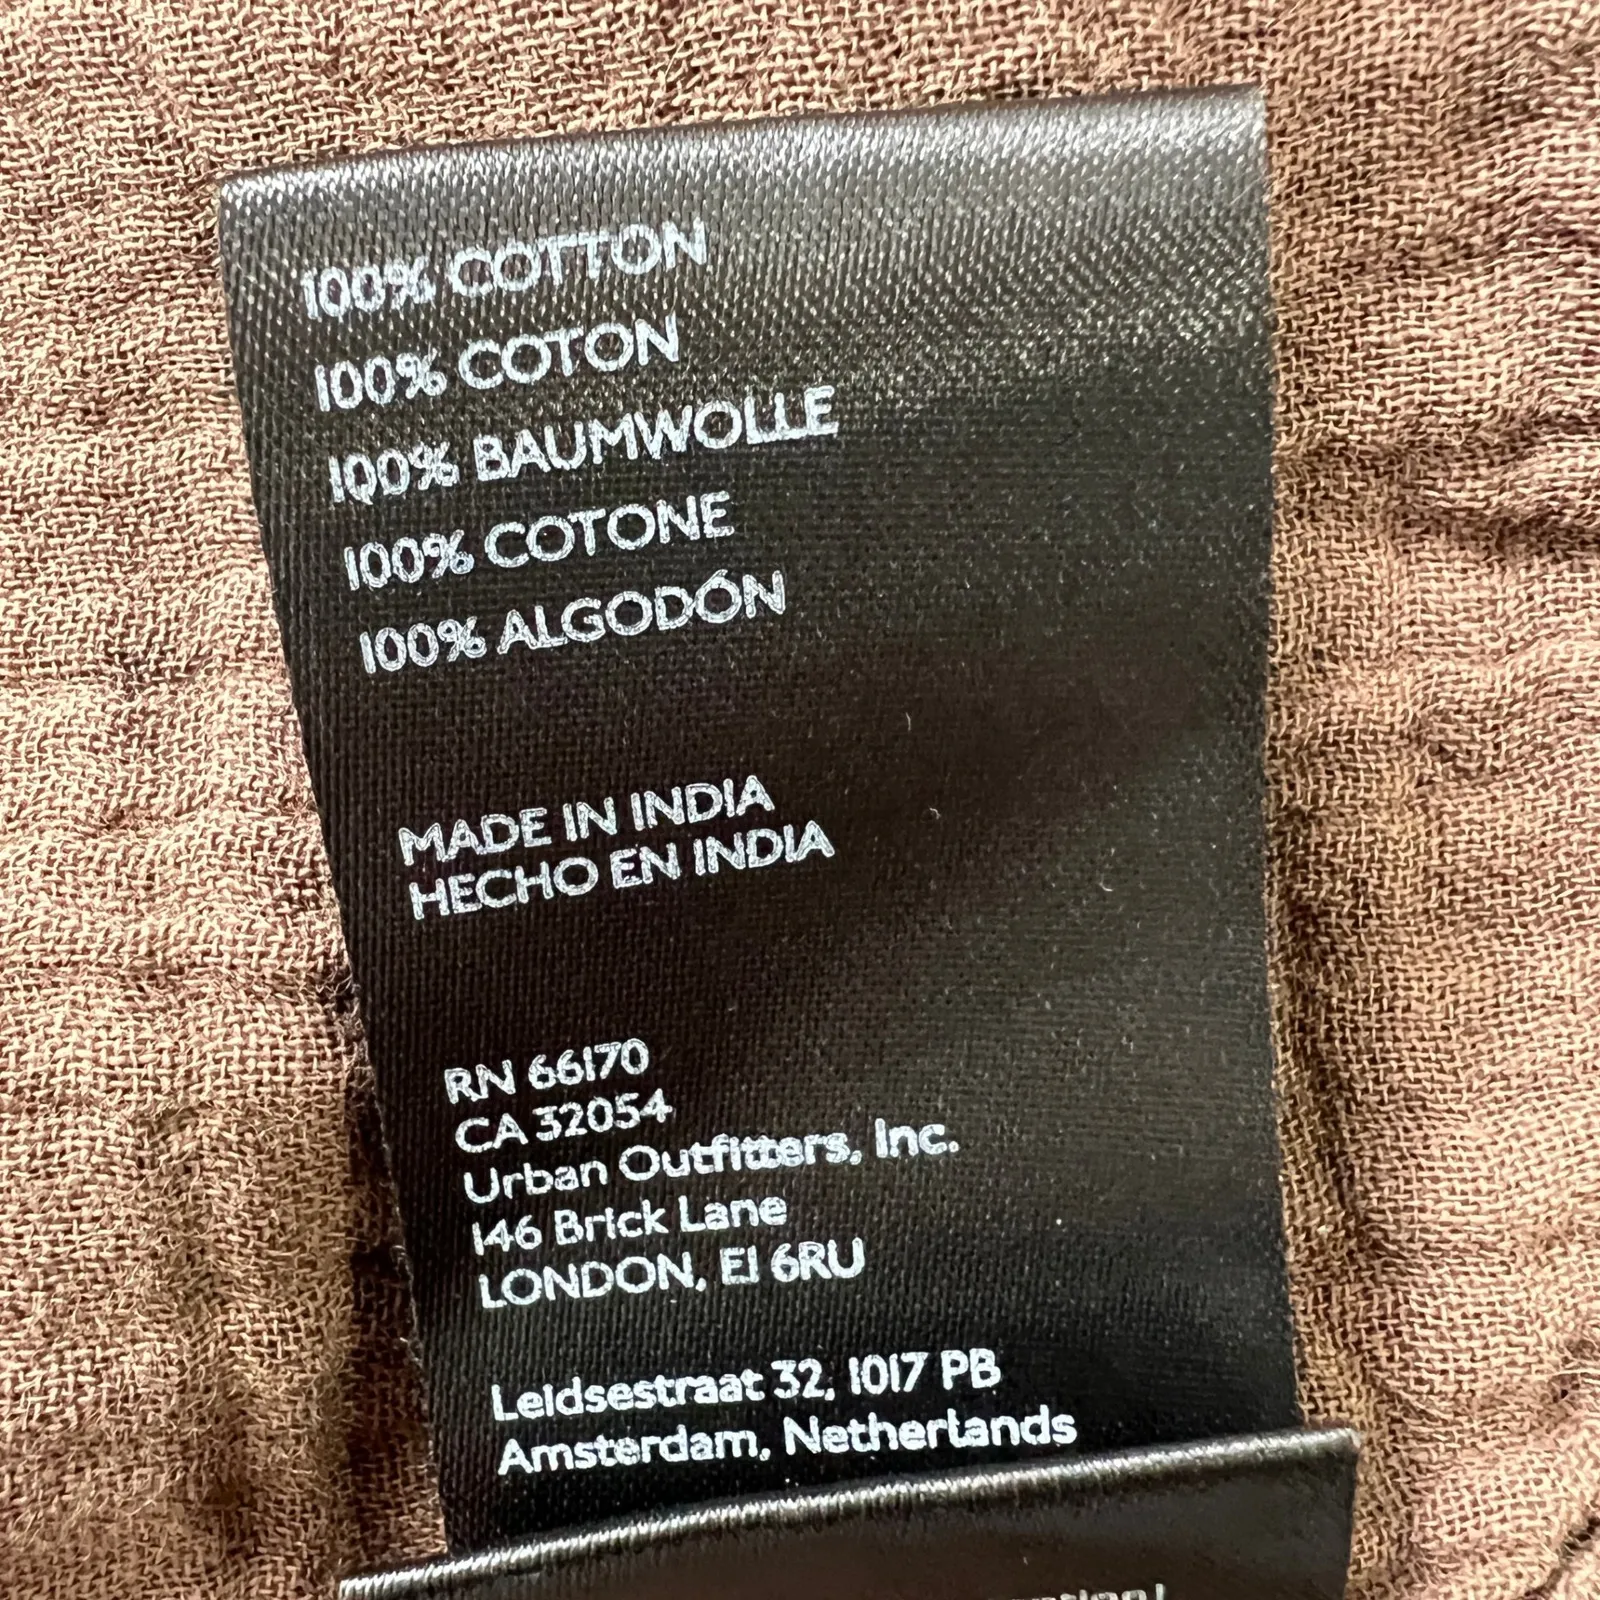 100% COTTON
100% COTON
100% BAUMWOLLE
100% COTONE
100% ALGODÓN
MADE IN INDIA
HECHO EN INDIA
RN 66170
CA 32054
Urban Outfitters, Inc.
146 Brick Lane
LONDON, E1 6RU
Leidsestraat 32, 1017 PB
Amsterdam, Netherlands